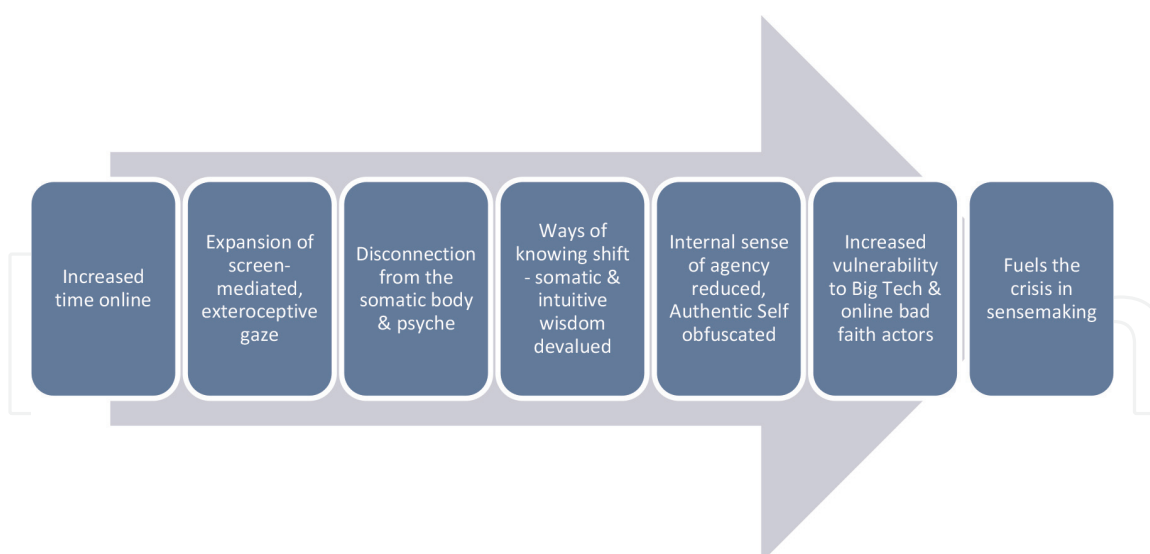 Increased
time online
Expansion of
screen-
mediated,
exteroceptive
gaze
Disconnection
from the
somatic body
& psyche
Ways of
knowing shift
- somatic &
intuitive
wisdom
devalued
Internal sense
of agency
reduced,
Authentic Self
obfuscated
Increased
vulnerability
to Big Tech &
online bad
faith actors
Fuels the
crisis in
sensemaking